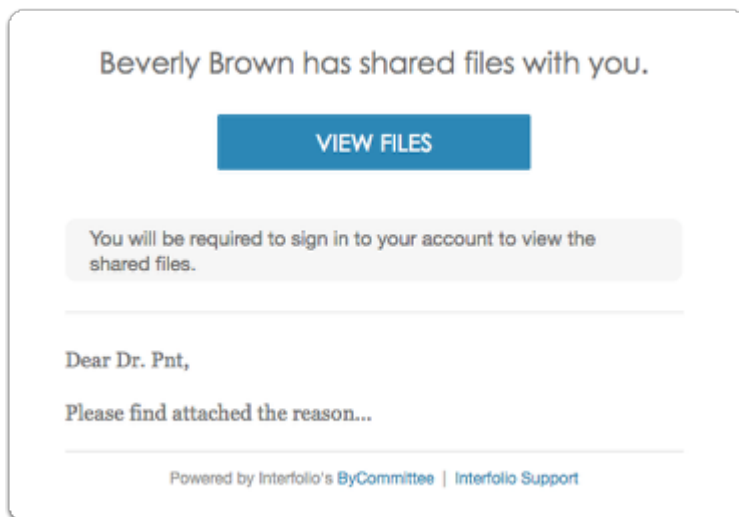 Beverly Brown has shared files with you.
VIEW FILES
You will be required to sign in to your account to view the
shared files.
Dear Dr. Pnt,
Please find attached the reason...
Powered by Interfolio's ByCommittee | Interfolio Support